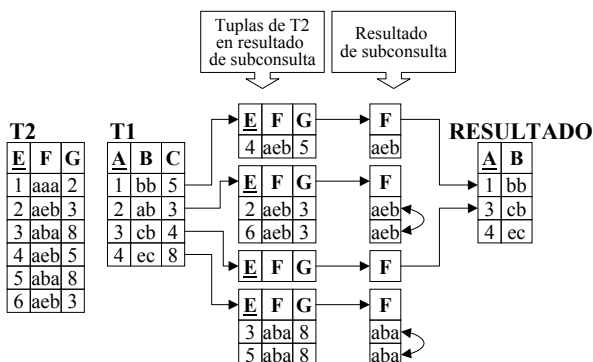 Tuplas de T2
en resultado
de subconsulta
Resultado
de subconsulta
T2
E F G
1 aaa 2
2 aeb 3
3 aba 8
4 aeb 5
5 aba 8
6 aeb 3
T1
A B C
1 bb 5
2 ab 3
3 cb 4
4 ec 8
E F G
4 aeb 5
E F G
2 aeb 3
6 aeb 3
E F G
E F G
3 aba 8
5 aba 8
F
aeb
F
aeb
aeb
F
F
aba
aba
RESULTADO
A B
1 bb
3 cb
4 ec